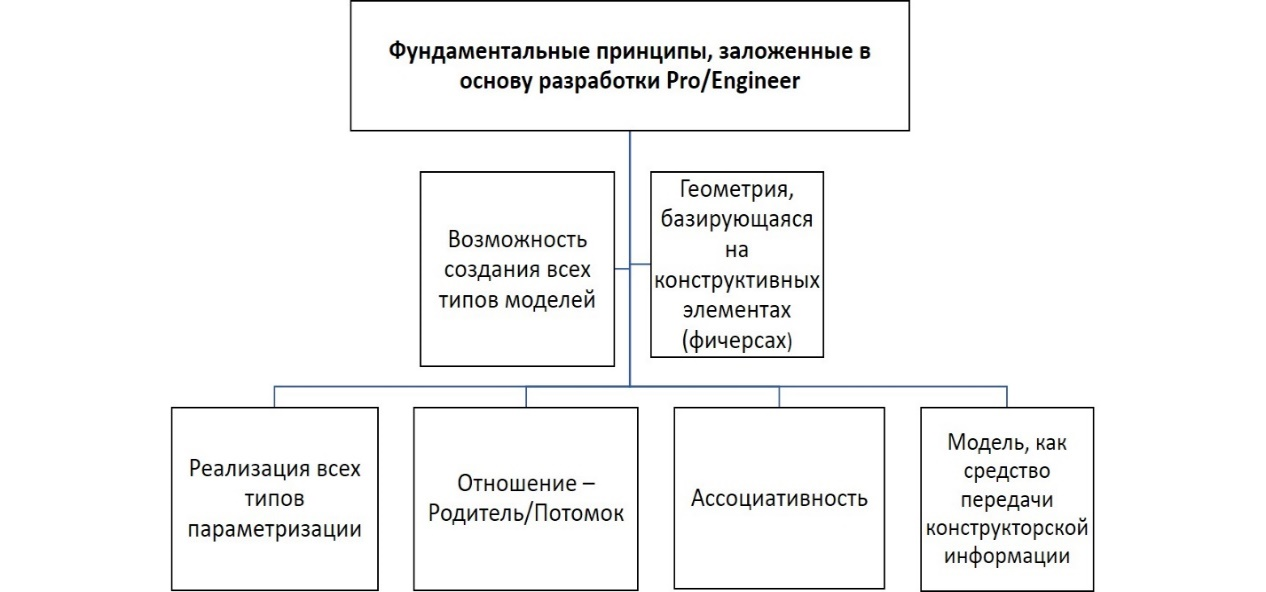 Фундаментальные принципы, заложенные в
основу разработки Pro/Engineer
Возможность
создания всех
типов моделей
Геометрия,
базирующаяся
на
конструктивных
элементах
(фичерсах)
Реализация всех
типов
параметризации
Отношение –
Родитель/Потомок
Ассоциативность
Модель, как
средство
передачи
конструкторской
информации